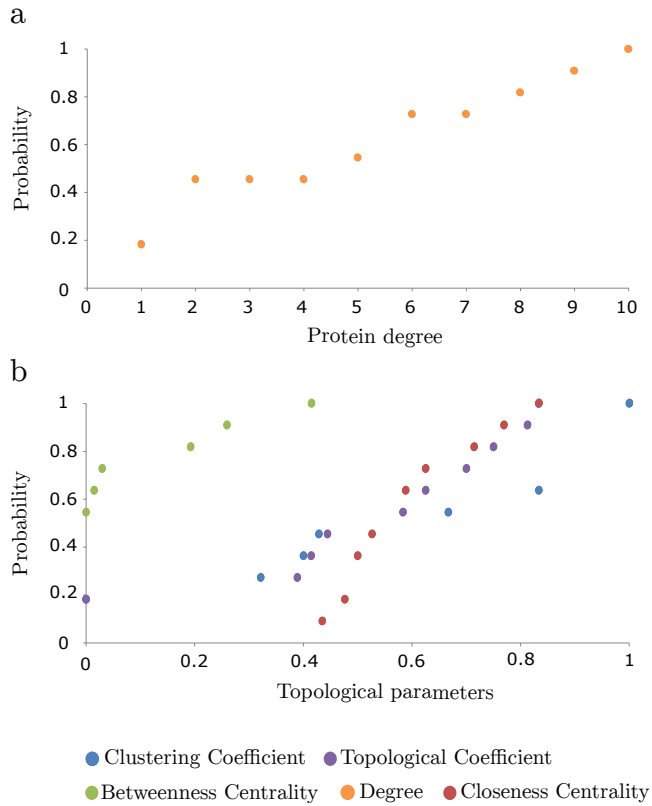 a
1
0.8
0.6
0.4
0.2
0
Probability
0 1 2 3 4 5 6 7 8 9 10
Protein degree
b
1
0.8
0.6
0.4
0.2
0
Probability
0 0.2 0.4 0.6 0.8 1
Topological parameters
Clustering Coefficient Topological Coefficient
Betweenness Centrality Degree Closeness Centrality